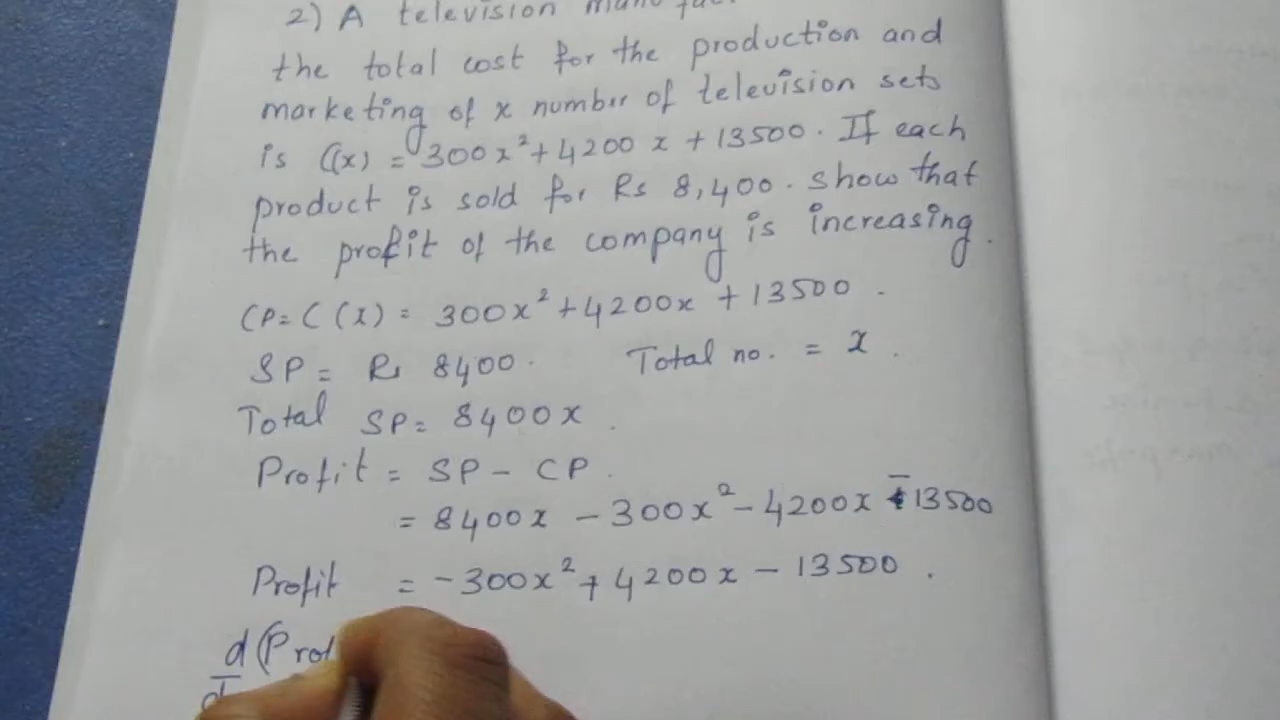 2) A television
the total cost for the production and
marketing of x number of television sets
is C(x) = 300x² + 4200 x + 13500. If each
product is sold for Rs 8,400. Show that
the profit of the company is increasing.
CP = C(x) = 300x² + 4200x + 13500.
SP = Rs 8400. Total no. = x.
Total SP = 8400x.
Profit = SP - CP.
= 8400x - 300x² - 4200x - 13500
Profit = -300x² + 4200x - 13500.
d (Prof